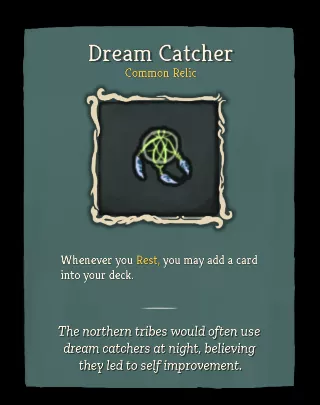 Dream Catcher
Common Relic
Whenever you Rest, you may add a card
into your deck.
The northern tribes would often use
dream catchers at night, believing
they led to self improvement.